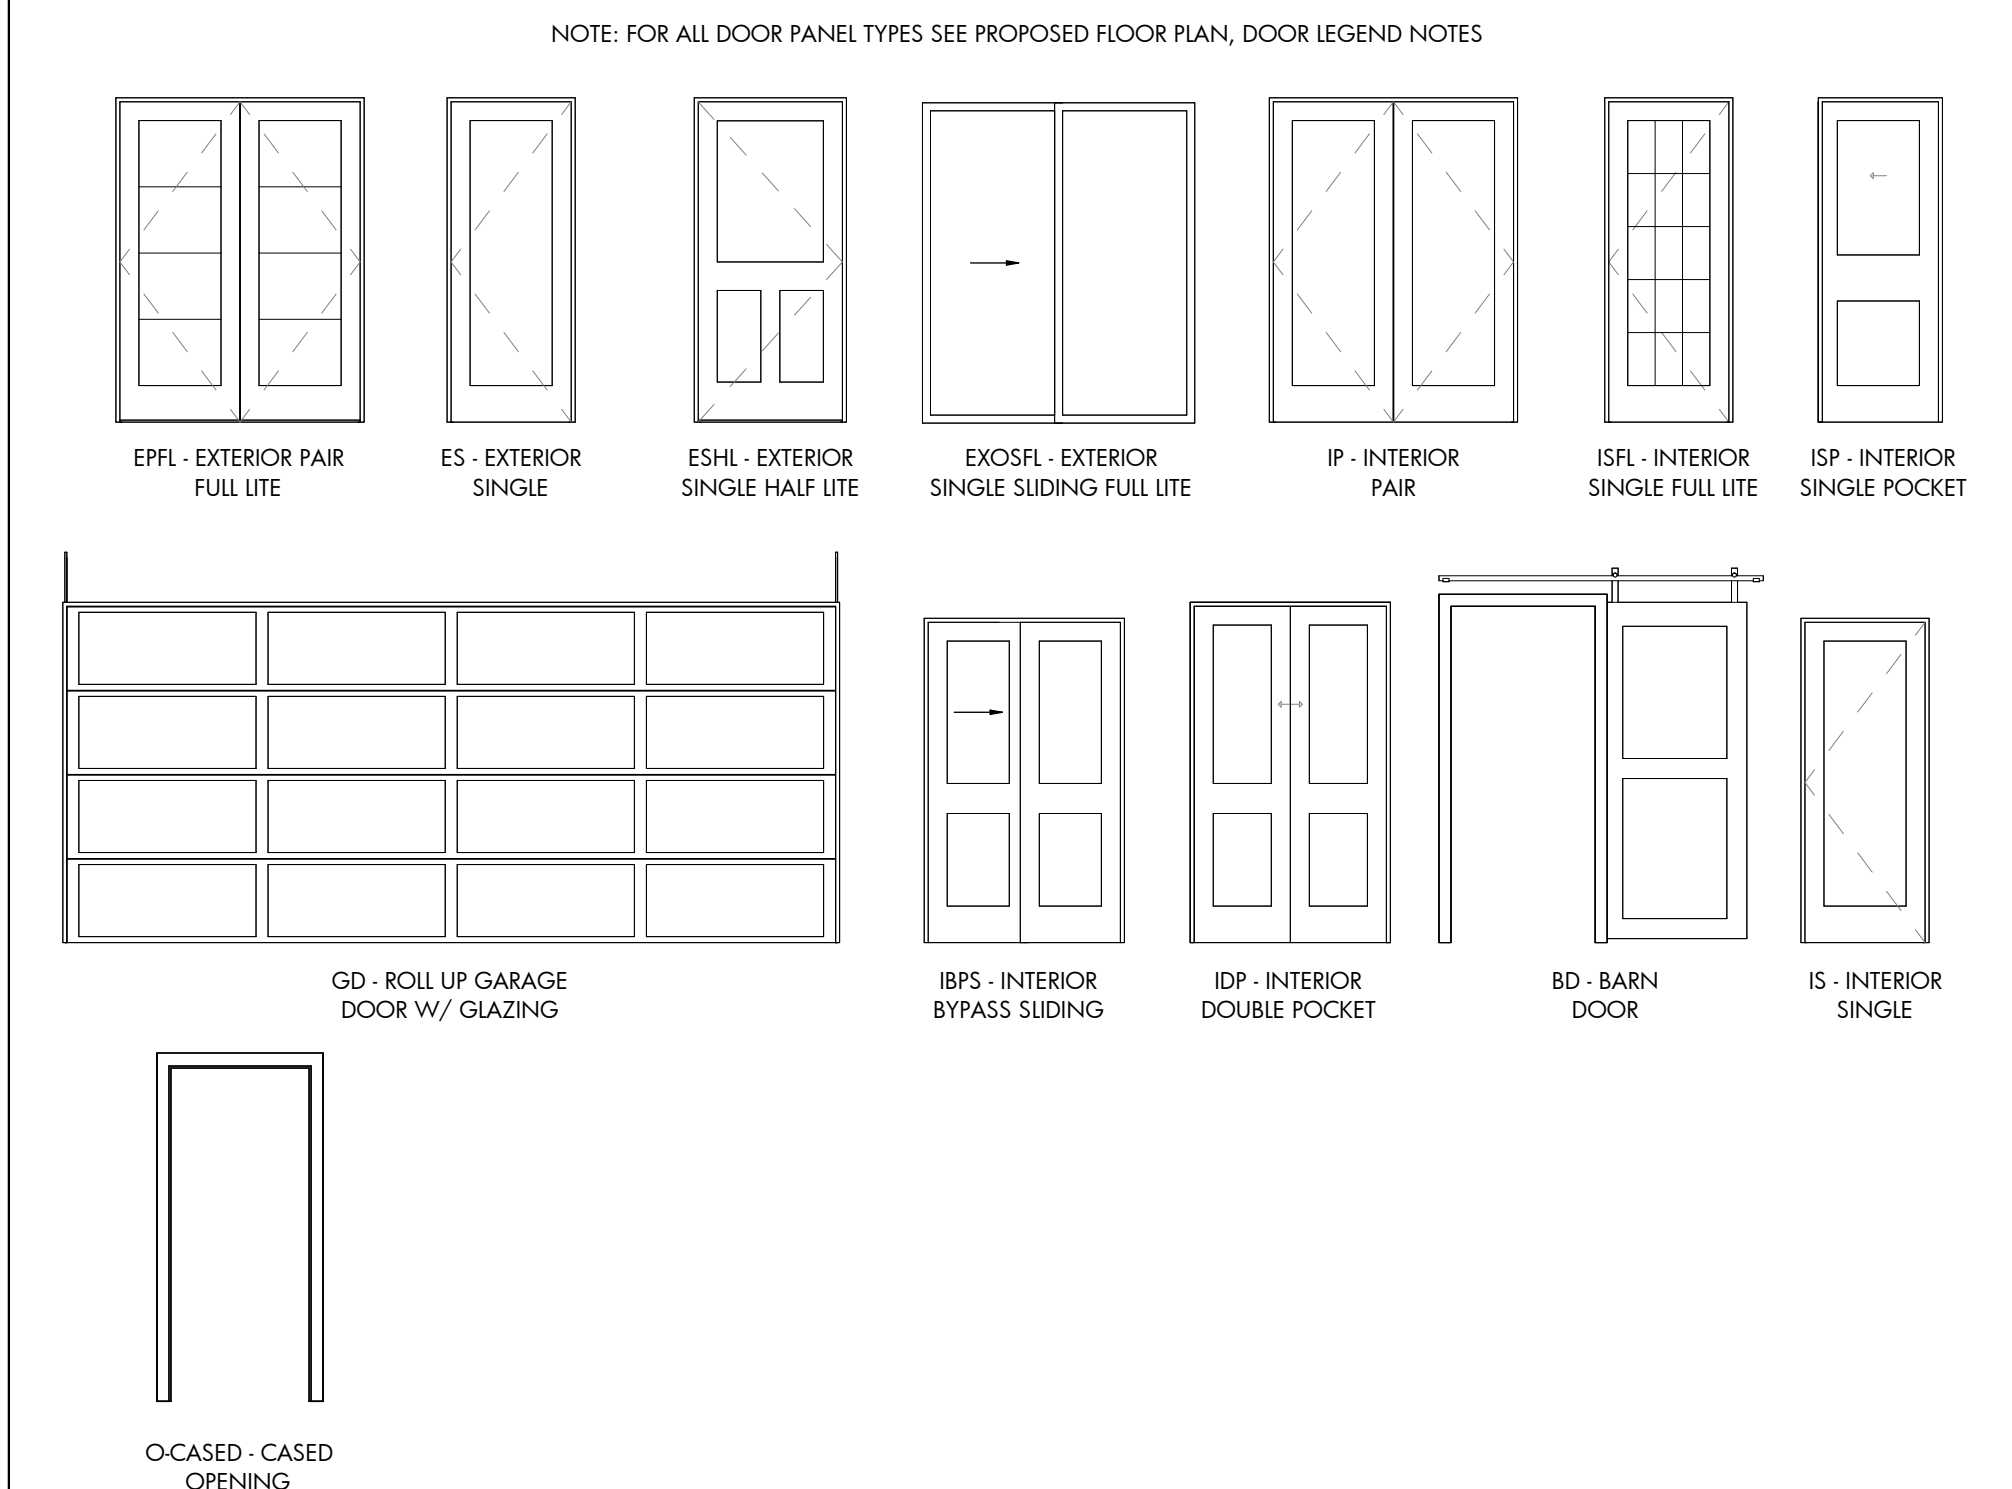 NOTE: FOR ALL DOOR PANEL TYPES SEE PROPOSED FLOOR PLAN, DOOR LEGEND NOTES
EPFL - EXTERIOR PAIR
FULL LITE
ES - EXTERIOR
SINGLE
ESHL - EXTERIOR
SINGLE HALF LITE
EXOSFL - EXTERIOR
SINGLE SLIDING FULL LITE
IP - INTERIOR
PAIR
ISFL - INTERIOR
SINGLE FULL LITE
ISP - INTERIOR
SINGLE POCKET
GD - ROLL UP GARAGE
DOOR W/ GLAZING
IBPS - INTERIOR
BYPASS SLIDING
IDP - INTERIOR
DOUBLE POCKET
BD - BARN
DOOR
IS - INTERIOR
SINGLE
O-CASED - CASED
OPENING